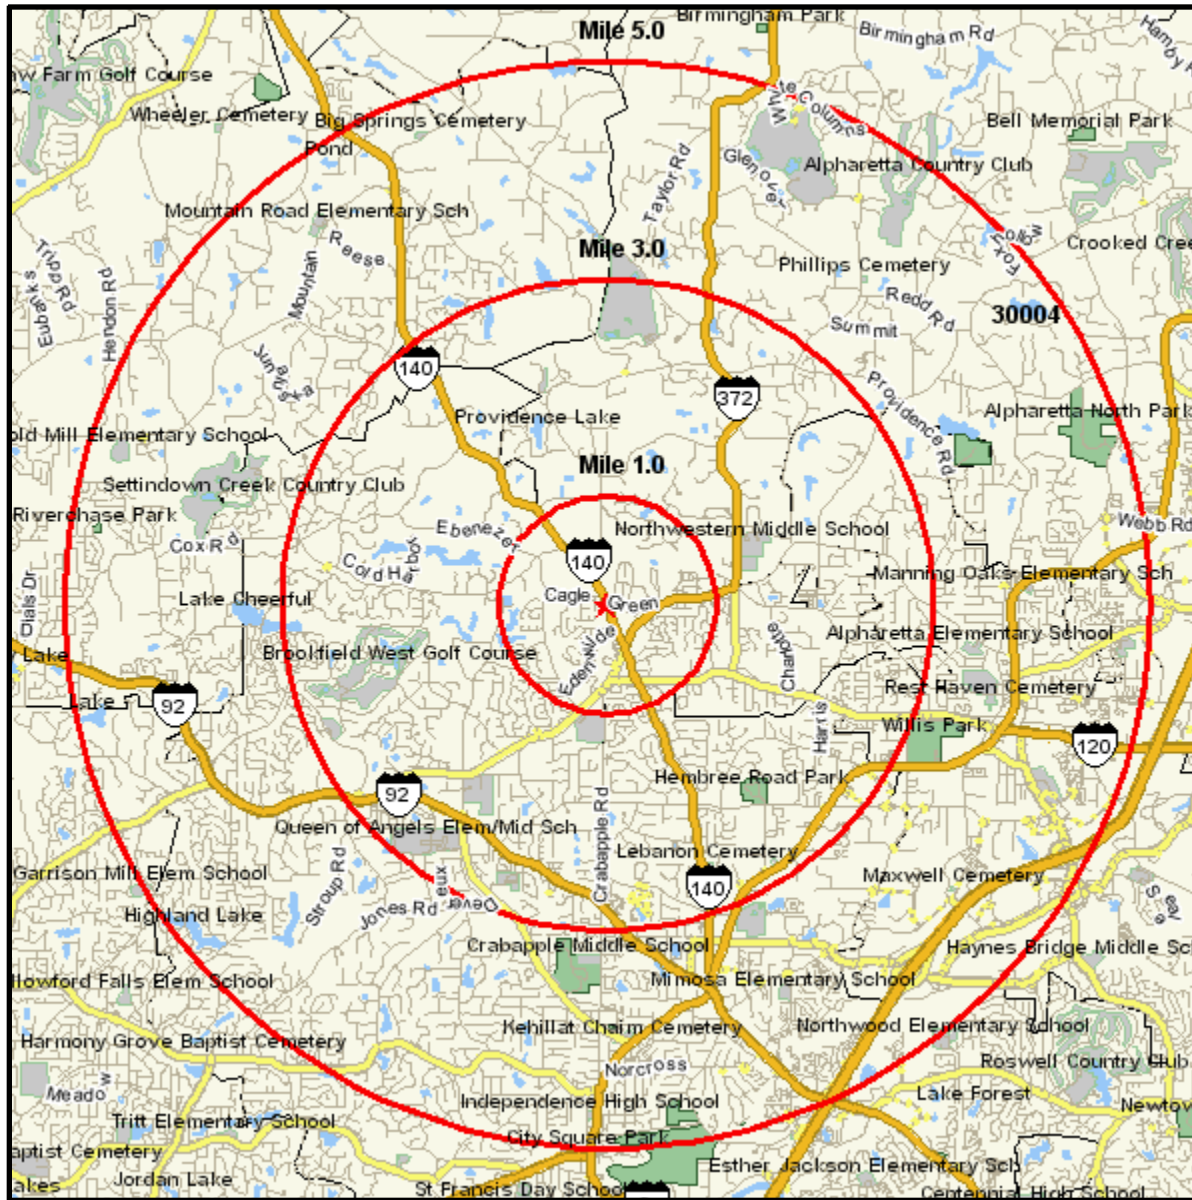 Birmingham Park
Mile 5.0
Birmingham Rd
Hamby
aw Farm Golf Course
Wheeler Cemetery
Big Springs Cemetery
Pond
Bell Memorial Park
Alpharetta Country Club
Taylor Rd
Mountain Road Elementary Sch
Reese
Mountain
Mile 3.0
Crooked Cree
Phillips Cemetery
Fox
Hollow
Tripp Rd
Eubanks
Hendon Rd
Redd Rd
Summit
30004
140
372
Providence Lake
Providence Rd
Alpharetta North Park
old Mill Elementary School
Mile 1.0
Settindown Creek Country Club
Riverchase Park
Cox Rd
Ebenezer
Northwestern Middle School
Webb Rd
Cold Harbor
140
Manning Oaks Elementary Sch
Dials Dr
Lake Cheerful
Cagle
Green
Alpharetta Elementary School
Charlotte
Lake
Brookfield West Golf Course
Rest Haven Cemetery
Lake
92
Harris
Willis Park
120
Hembree Road Park
92
Crabapple Rd
Queen of Angels Elem/Mid Sch
Lebanon Cemetery
140
Garrison Mill Elem School
Maxwell Cemetery
Stroup Rd
Jones Rd
Devereux
Highland Lake
Crabapple Middle School
Haynes Bridge Middle Sc
llowford Falls Elem School
Mimosa Elementary School
Kehillat Chaim Cemetery
Northwood Elementary School
Harmony Grove Baptist Cemetery
Roswell Country Club
Norcross
Meadow
Independence High School
Lake Forest
Newtow
Tritt Elementary School
City Square Park
aptist Cemetery
Esther Jackson Elementary Sch
Jordan Lake
akes
St Francis Day School
Centennial High School